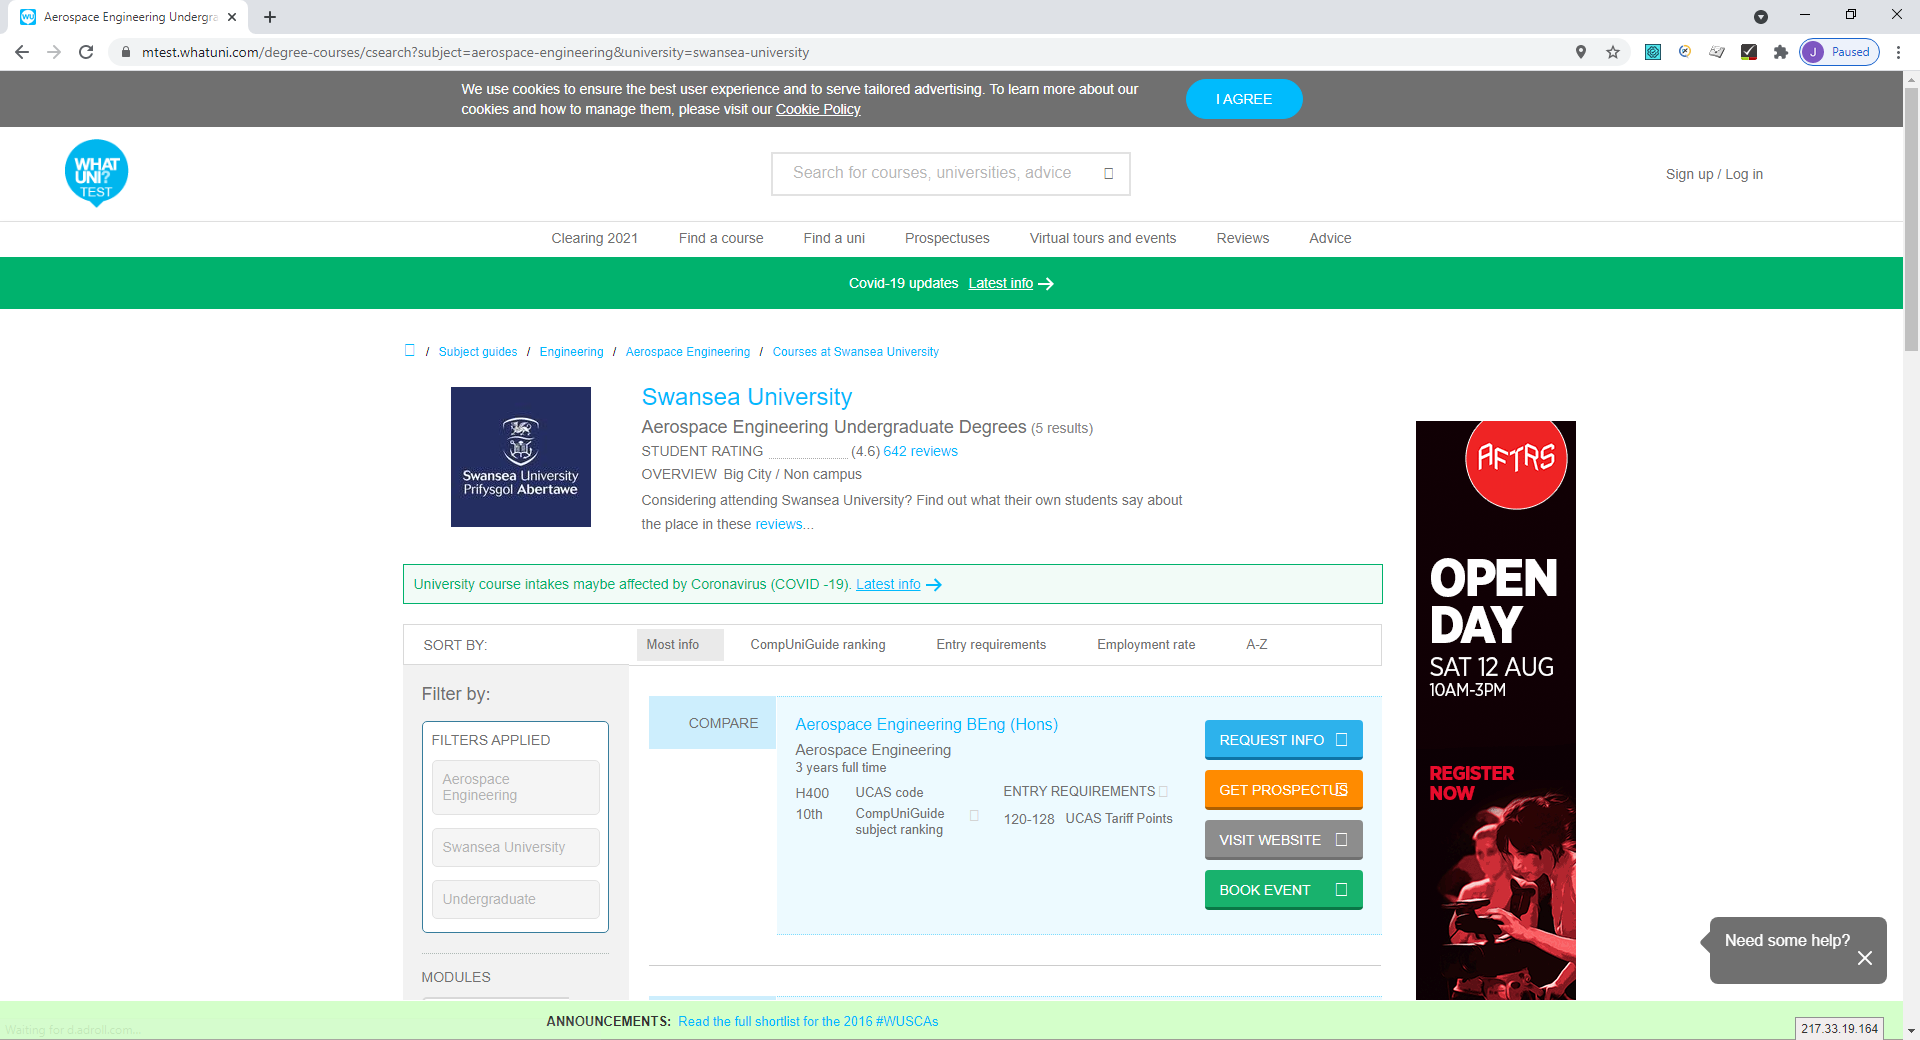 Aerospace Engineering Undergra
mtest.whatuni.com/degree-courses/csearch?subject=aerospace-engineering&university=swansea-university
J Paused
We use cookies to ensure the best user experience and to serve tailored advertising. To learn more about our
cookies and how to manage them, please visit our Cookie Policy
I AGREE
WHAT
UNI?
TEST
Search for courses, universities, advice
Sign up / Log in
Clearing 2021 Find a course Find a uni Prospectuses Virtual tours and events Reviews Advice
Covid-19 updates Latest info
/ Subject guides / Engineering / Aerospace Engineering / Courses at Swansea University
Swansea University
Prifysgol Abertawe
Swansea University
Aerospace Engineering Undergraduate Degrees (5 results)
STUDENT RATING (4.6) 642 reviews
OVERVIEW Big City / Non campus
Considering attending Swansea University? Find out what their own students say about
the place in these reviews...
University course intakes maybe affected by Coronavirus (COVID -19). Latest info
SORT BY: Most info CompUniGuide ranking Entry requirements Employment rate A-Z
Filter by:
FILTERS APPLIED
Aerospace
Engineering
Swansea University
Undergraduate
MODULES
COMPARE
Aerospace Engineering BEng (Hons)
Aerospace Engineering
3 years full time
H400 UCAS code
10th CompUniGuide
subject ranking
ENTRY REQUIREMENTS
120-128 UCAS Tariff Points
REQUEST INFO
GET PROSPECTUS
VISIT WEBSITE
BOOK EVENT
AFTRS
OPEN
DAY
SAT 12 AUG
10AM-3PM
REGISTER
NOW
Need some help?
ANNOUNCEMENTS: Read the full shortlist for the 2016 #WUSCAs
Waiting for d.adroll.com...
217.33.19.164